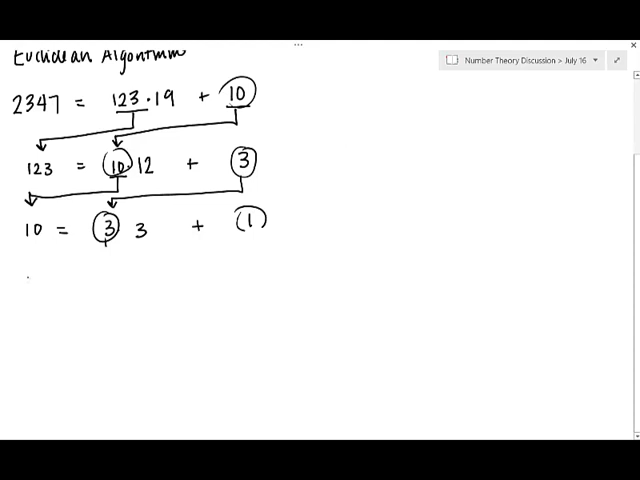 Number Theory Discussion > July 16
Euclidean Algorithm
2347 = 123 · 19 + 10
123 = 10 · 12 + 3
10 = 3 3 + 1